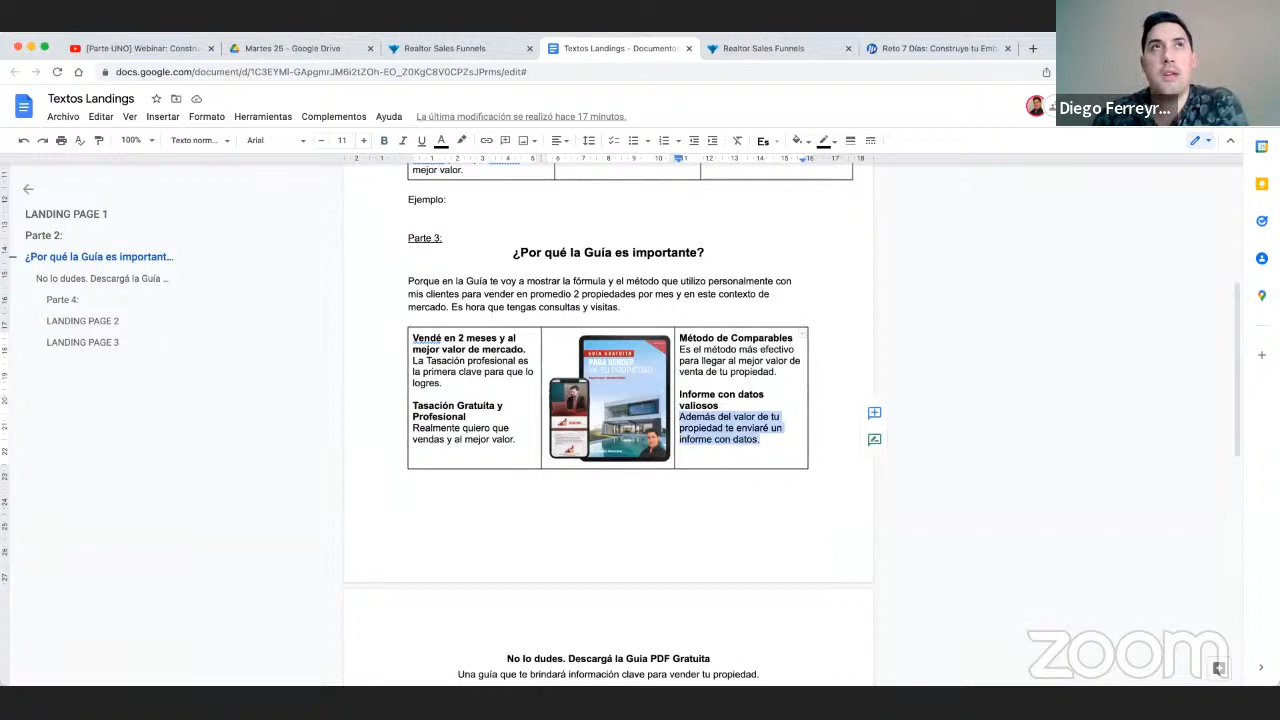 [Parte UNO] Webinar: Constru
Martes 25 - Google Drive
Realtor Sales Funnels
Textos Landings - Documentos
Realtor Sales Funnels
Reto 7 Días: Construye tu Emb
docs.google.com/document/d/1C3EYMl-GApgmrJM6i2tZOh-EO_Z0KgC8V0CPZsJPrms/edit#
Diego Ferreyr...
Textos Landings
Archivo Editar Ver Insertar Formato Herramientas Complementos Ayuda
La última modificación se realizó hace 17 minutos.
100% Texto norm... Arial 11
mejor valor.
Ejemplo:
LANDING PAGE 1
Parte 2:
¿Por qué la Guía es important...
No lo dudes. Descargá la Guía ...
Parte 4:
LANDING PAGE 2
LANDING PAGE 3
Parte 3:
¿Por qué la Guía es importante?
Porque en la Guía te voy a mostrar la fórmula y el método que utilizo personalmente con
mis clientes para vender en promedio 2 propiedades por mes y en este contexto de
mercado. Es hora que tengas consultas y visitas.
Vendé en 2 meses y al
mejor valor de mercado.
La Tasación profesional es
la primera clave para que lo
logres.
Tasación Gratuita y
Profesional
Realmente quiero que
vendas y al mejor valor.
GUÍA GRATUITA
PARA VENDER
YA TU PROPIEDAD
Método de Comparables
Es el método más efectivo
para llegar al mejor valor de
venta de tu propiedad.
Informe con datos
valiosos
Además del valor de tu
propiedad te enviaré un
informe con datos.
No lo dudes. Descargá la Guía PDF Gratuita
Una guía que te brindará información clave para vender tu propiedad.
zoom